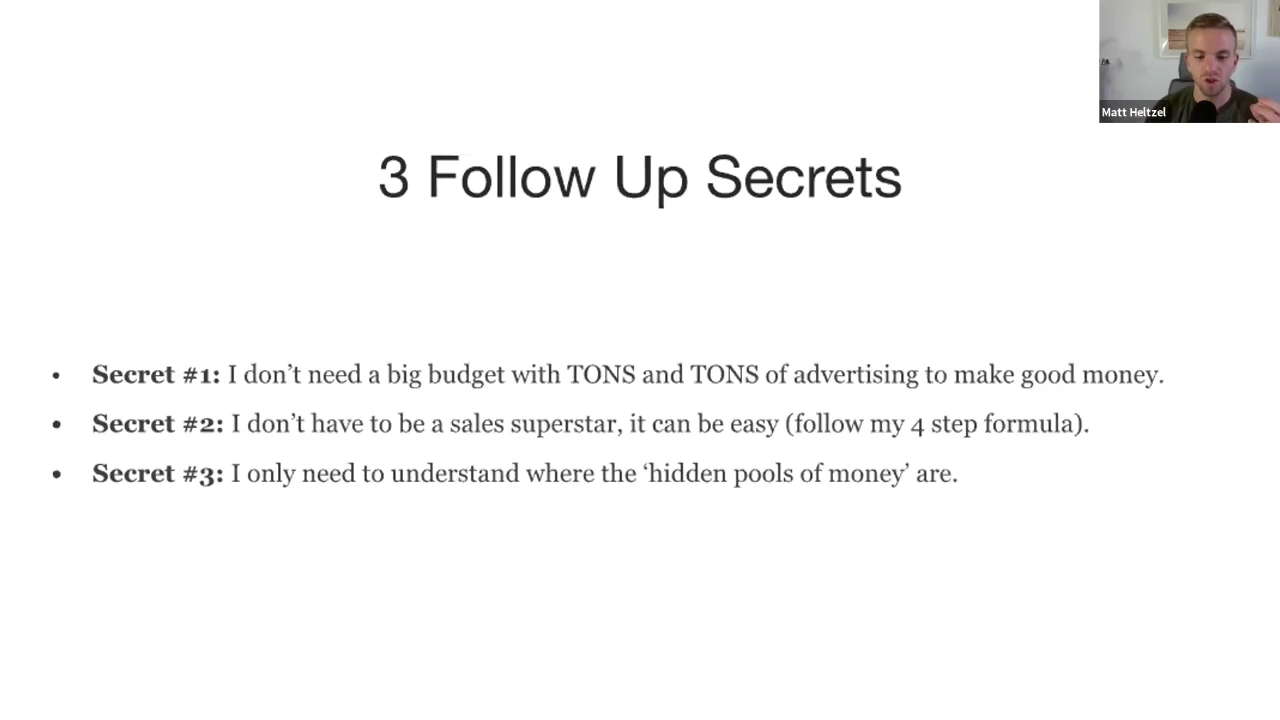 Matt Heltzel
3 Follow Up Secrets
• Secret #1: I don’t need a big budget with TONS and TONS of advertising to make good money.
• Secret #2: I don’t have to be a sales superstar, it can be easy (follow my 4 step formula).
• Secret #3: I only need to understand where the ‘hidden pools of money’ are.